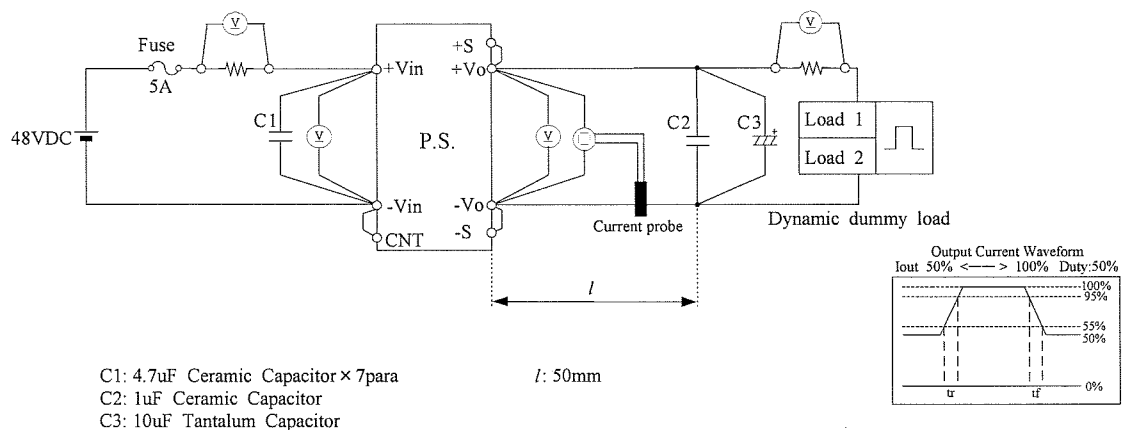 V
V
Fuse
5A
+S
+Vin
+Vo
48VDC
C1
V
P.S.
V
C2
C3
+
Load 1
Load 2
-Vin
-Vo
CNT
-S
Current probe
Dynamic dummy load
l
Output Current Waveform
Iout 50% <——> 100% Duty:50%
100%
95%
55%
50%
0%
tr
tf
C1: 4.7uF Ceramic Capacitor × 7para
l: 50mm
C2: 1uF Ceramic Capacitor
C3: 10uF Tantalum Capacitor